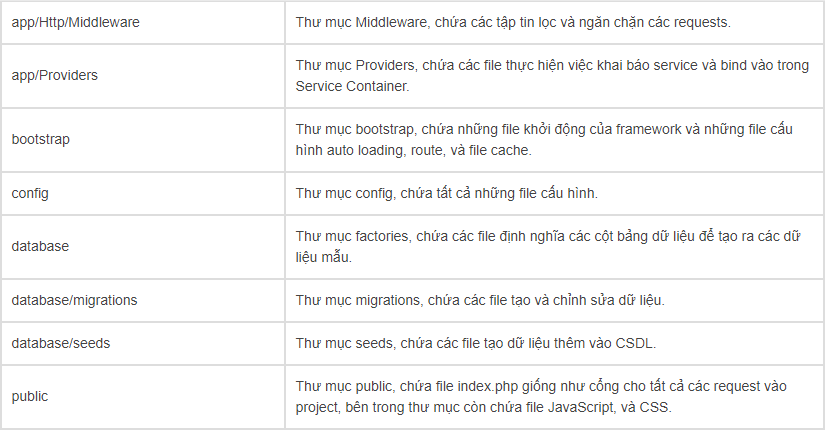 app/Http/Middleware
Thư mục Middleware, chứa các tập tin lọc và ngăn chặn các requests.
app/Providers
Thư mục Providers, chứa các file thực hiện việc khai báo service và bind vào trong
Service Container.
bootstrap
Thư mục bootstrap, chứa những file khởi động của framework và những file cấu
hình auto loading, route, và file cache.
config
Thư mục config, chứa tất cả những file cấu hình.
database
Thư mục factories, chứa các file định nghĩa các cột bảng dữ liệu để tạo ra các dữ
liệu mẫu.
database/migrations
Thư mục migrations, chứa các file tạo và chỉnh sửa dữ liệu.
database/seeds
Thư mục seeds, chứa các file tạo dữ liệu thêm vào CSDL.
public
Thư mục public, chứa file index.php giống như cổng cho tất cả các request vào
project, bên trong thư mục còn chứa file JavaScript, và CSS.